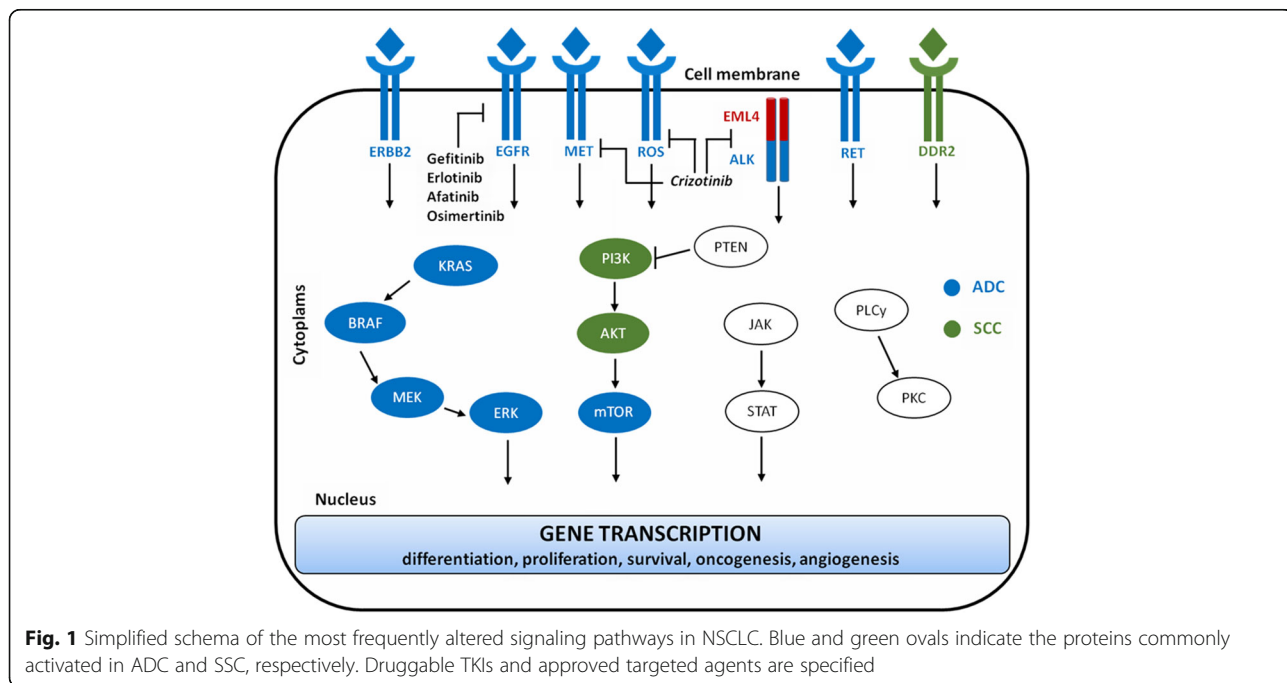 Cell membrane
EML4
ERBB2
EGFR
MET
ROS
ALK
RET
DDR2
Gefitinib
Erlotinib
Afatinib
Osimertinib
Crizotinib
Cytoplams
KRAS
BRAF
MEK
ERK
PI3K
PTEN
AKT
mTOR
JAK
STAT
PLCy
PKC
ADC
SCC
Nucleus
GENE TRANSCRIPTION
differentiation, proliferation, survival, oncogenesis, angiogenesis
Fig. 1 Simplified schema of the most frequently altered signaling pathways in NSCLC. Blue and green ovals indicate the proteins commonly
activated in ADC and SSC, respectively. Druggable TKIs and approved targeted agents are specified